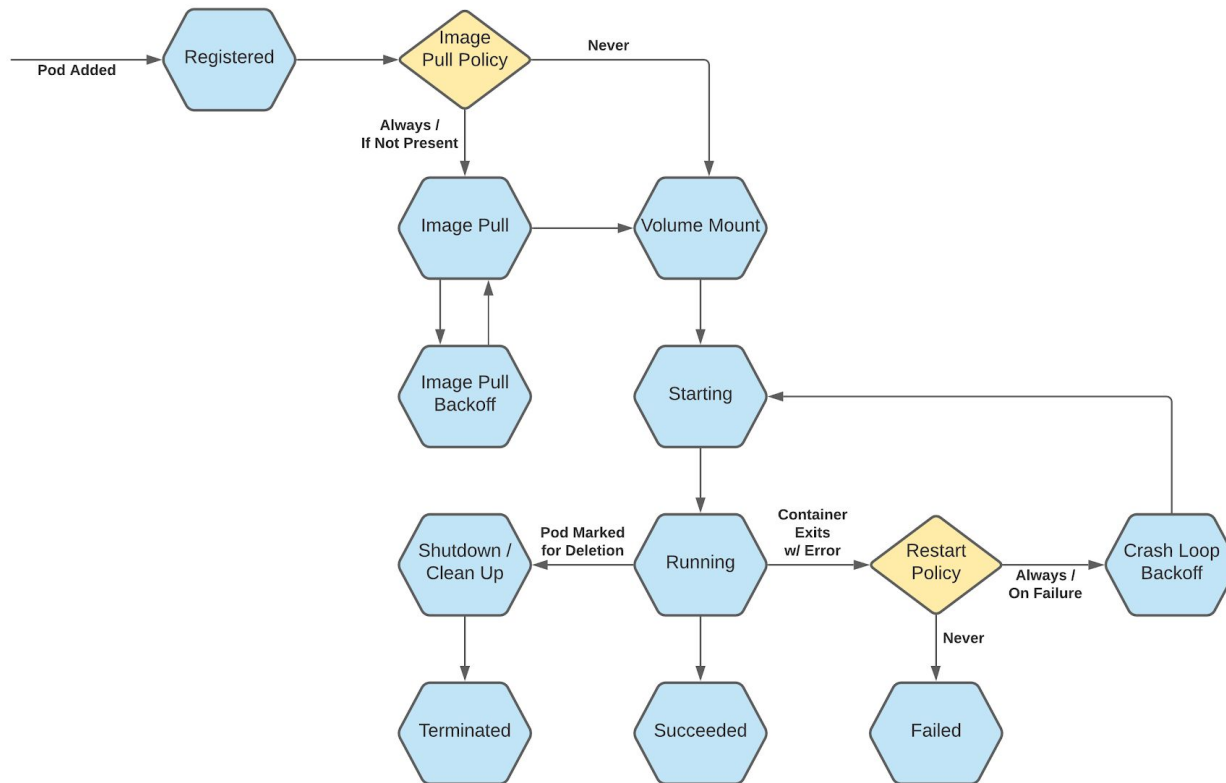 Pod Added
Registered
Image
Pull Policy
Never
Always /
If Not Present
Image Pull
Volume Mount
Image Pull
Backoff
Starting
Shutdown /
Clean Up
Pod Marked
for Deletion
Running
Container
Exits
w/ Error
Restart
Policy
Always /
On Failure
Crash Loop
Backoff
Never
Terminated
Succeeded
Failed